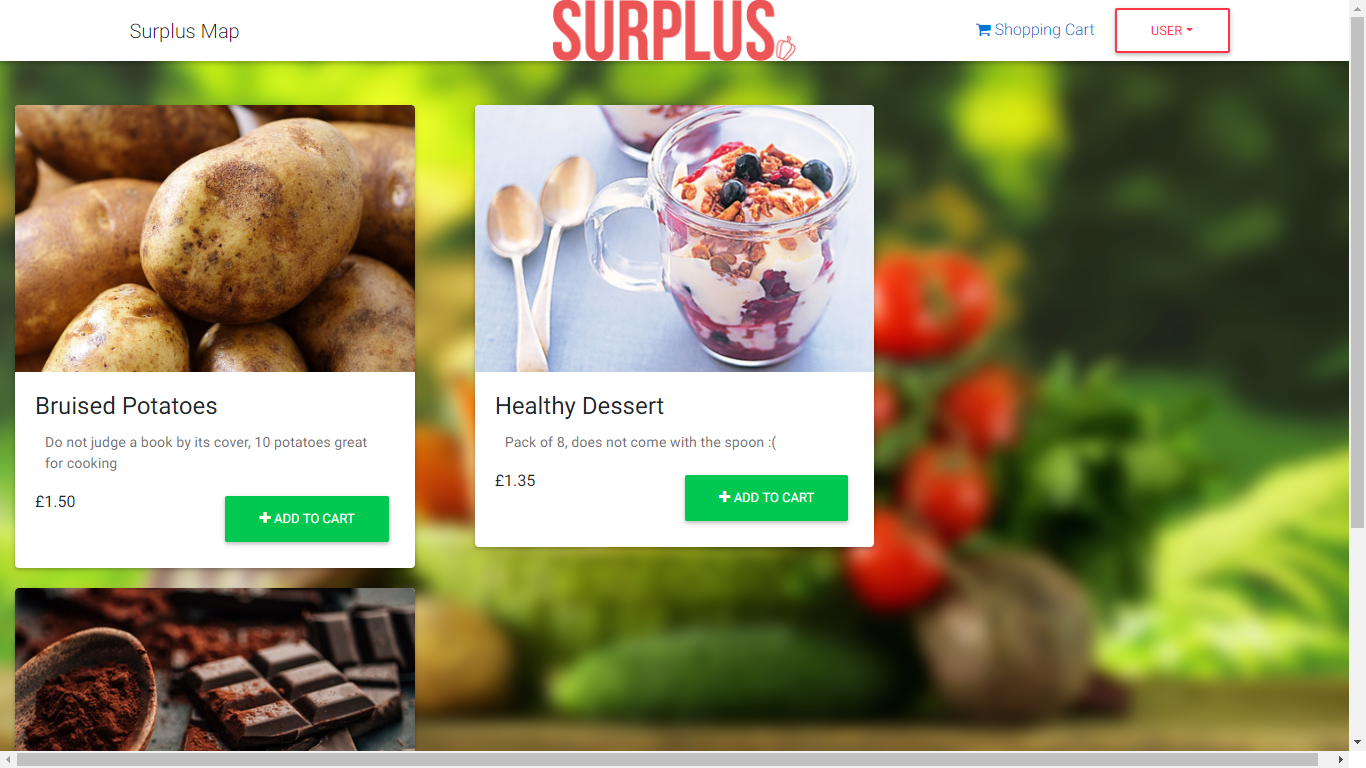 Surplus Map
SURPLUS
Shopping Cart
USER
Bruised Potatoes
Do not judge a book by its cover, 10 potatoes great
for cooking
£1.50
ADD TO CART
Healthy Dessert
Pack of 8, does not come with the spoon :(
£1.35
ADD TO CART